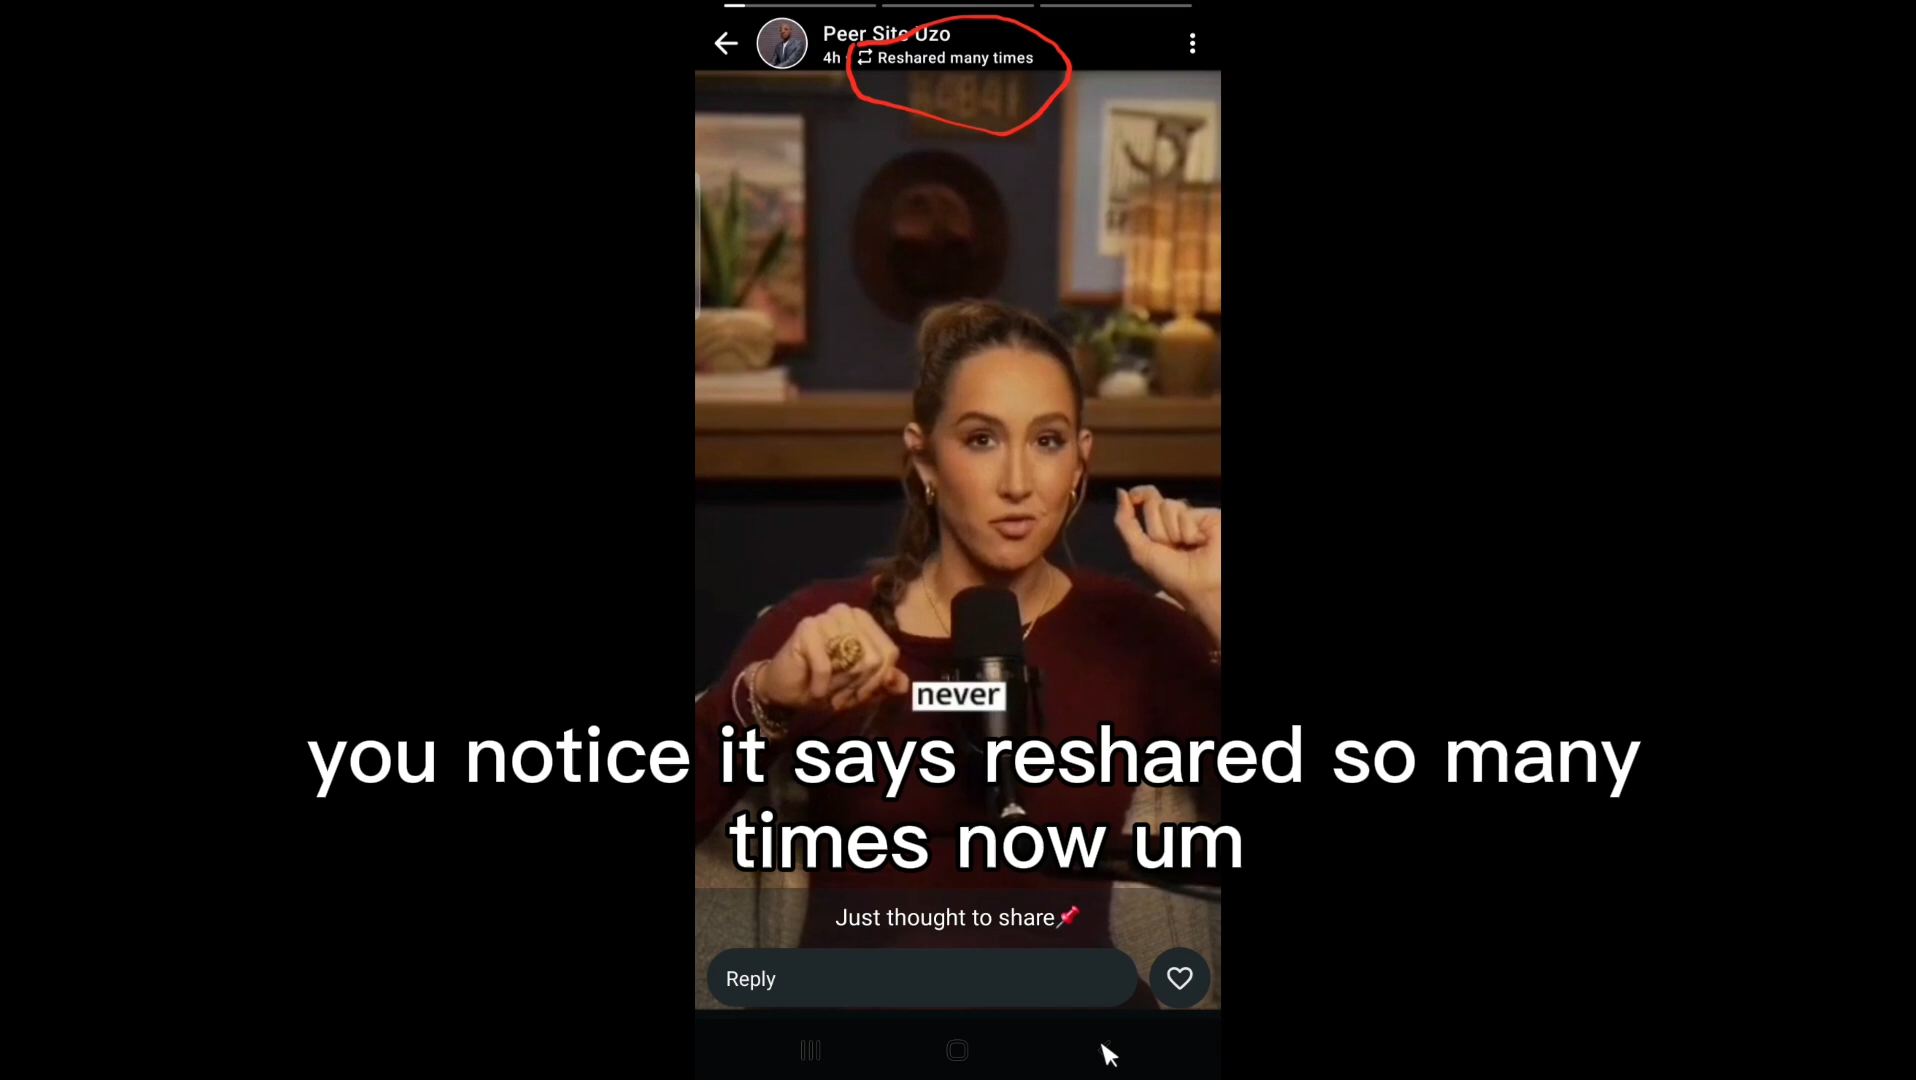 Peer Site Uzo
4h · Reshared many times
4841
never
you notice it says reshared so many
times now um
Just thought to share📌
Reply